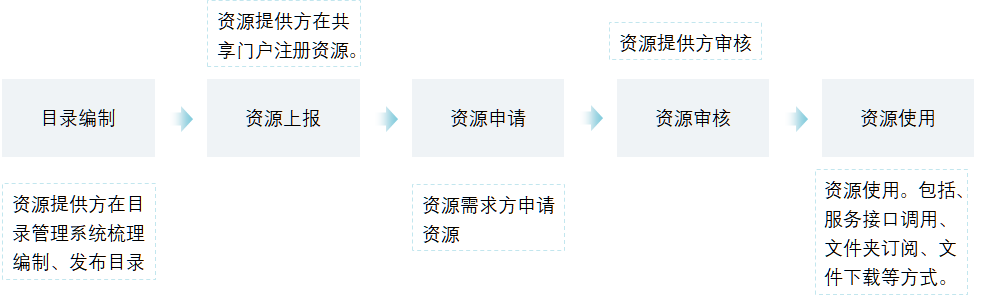 资源提供方在共
享门户注册资源。
资源提供方审核
目录编制
资源上报
资源申请
资源审核
资源使用
资源提供方在目
录管理系统梳理
编制、发布目录
资源需求方申请
资源
资源使用。包括、
服务接口调用、
文件夹订阅、文
件下载等方式。